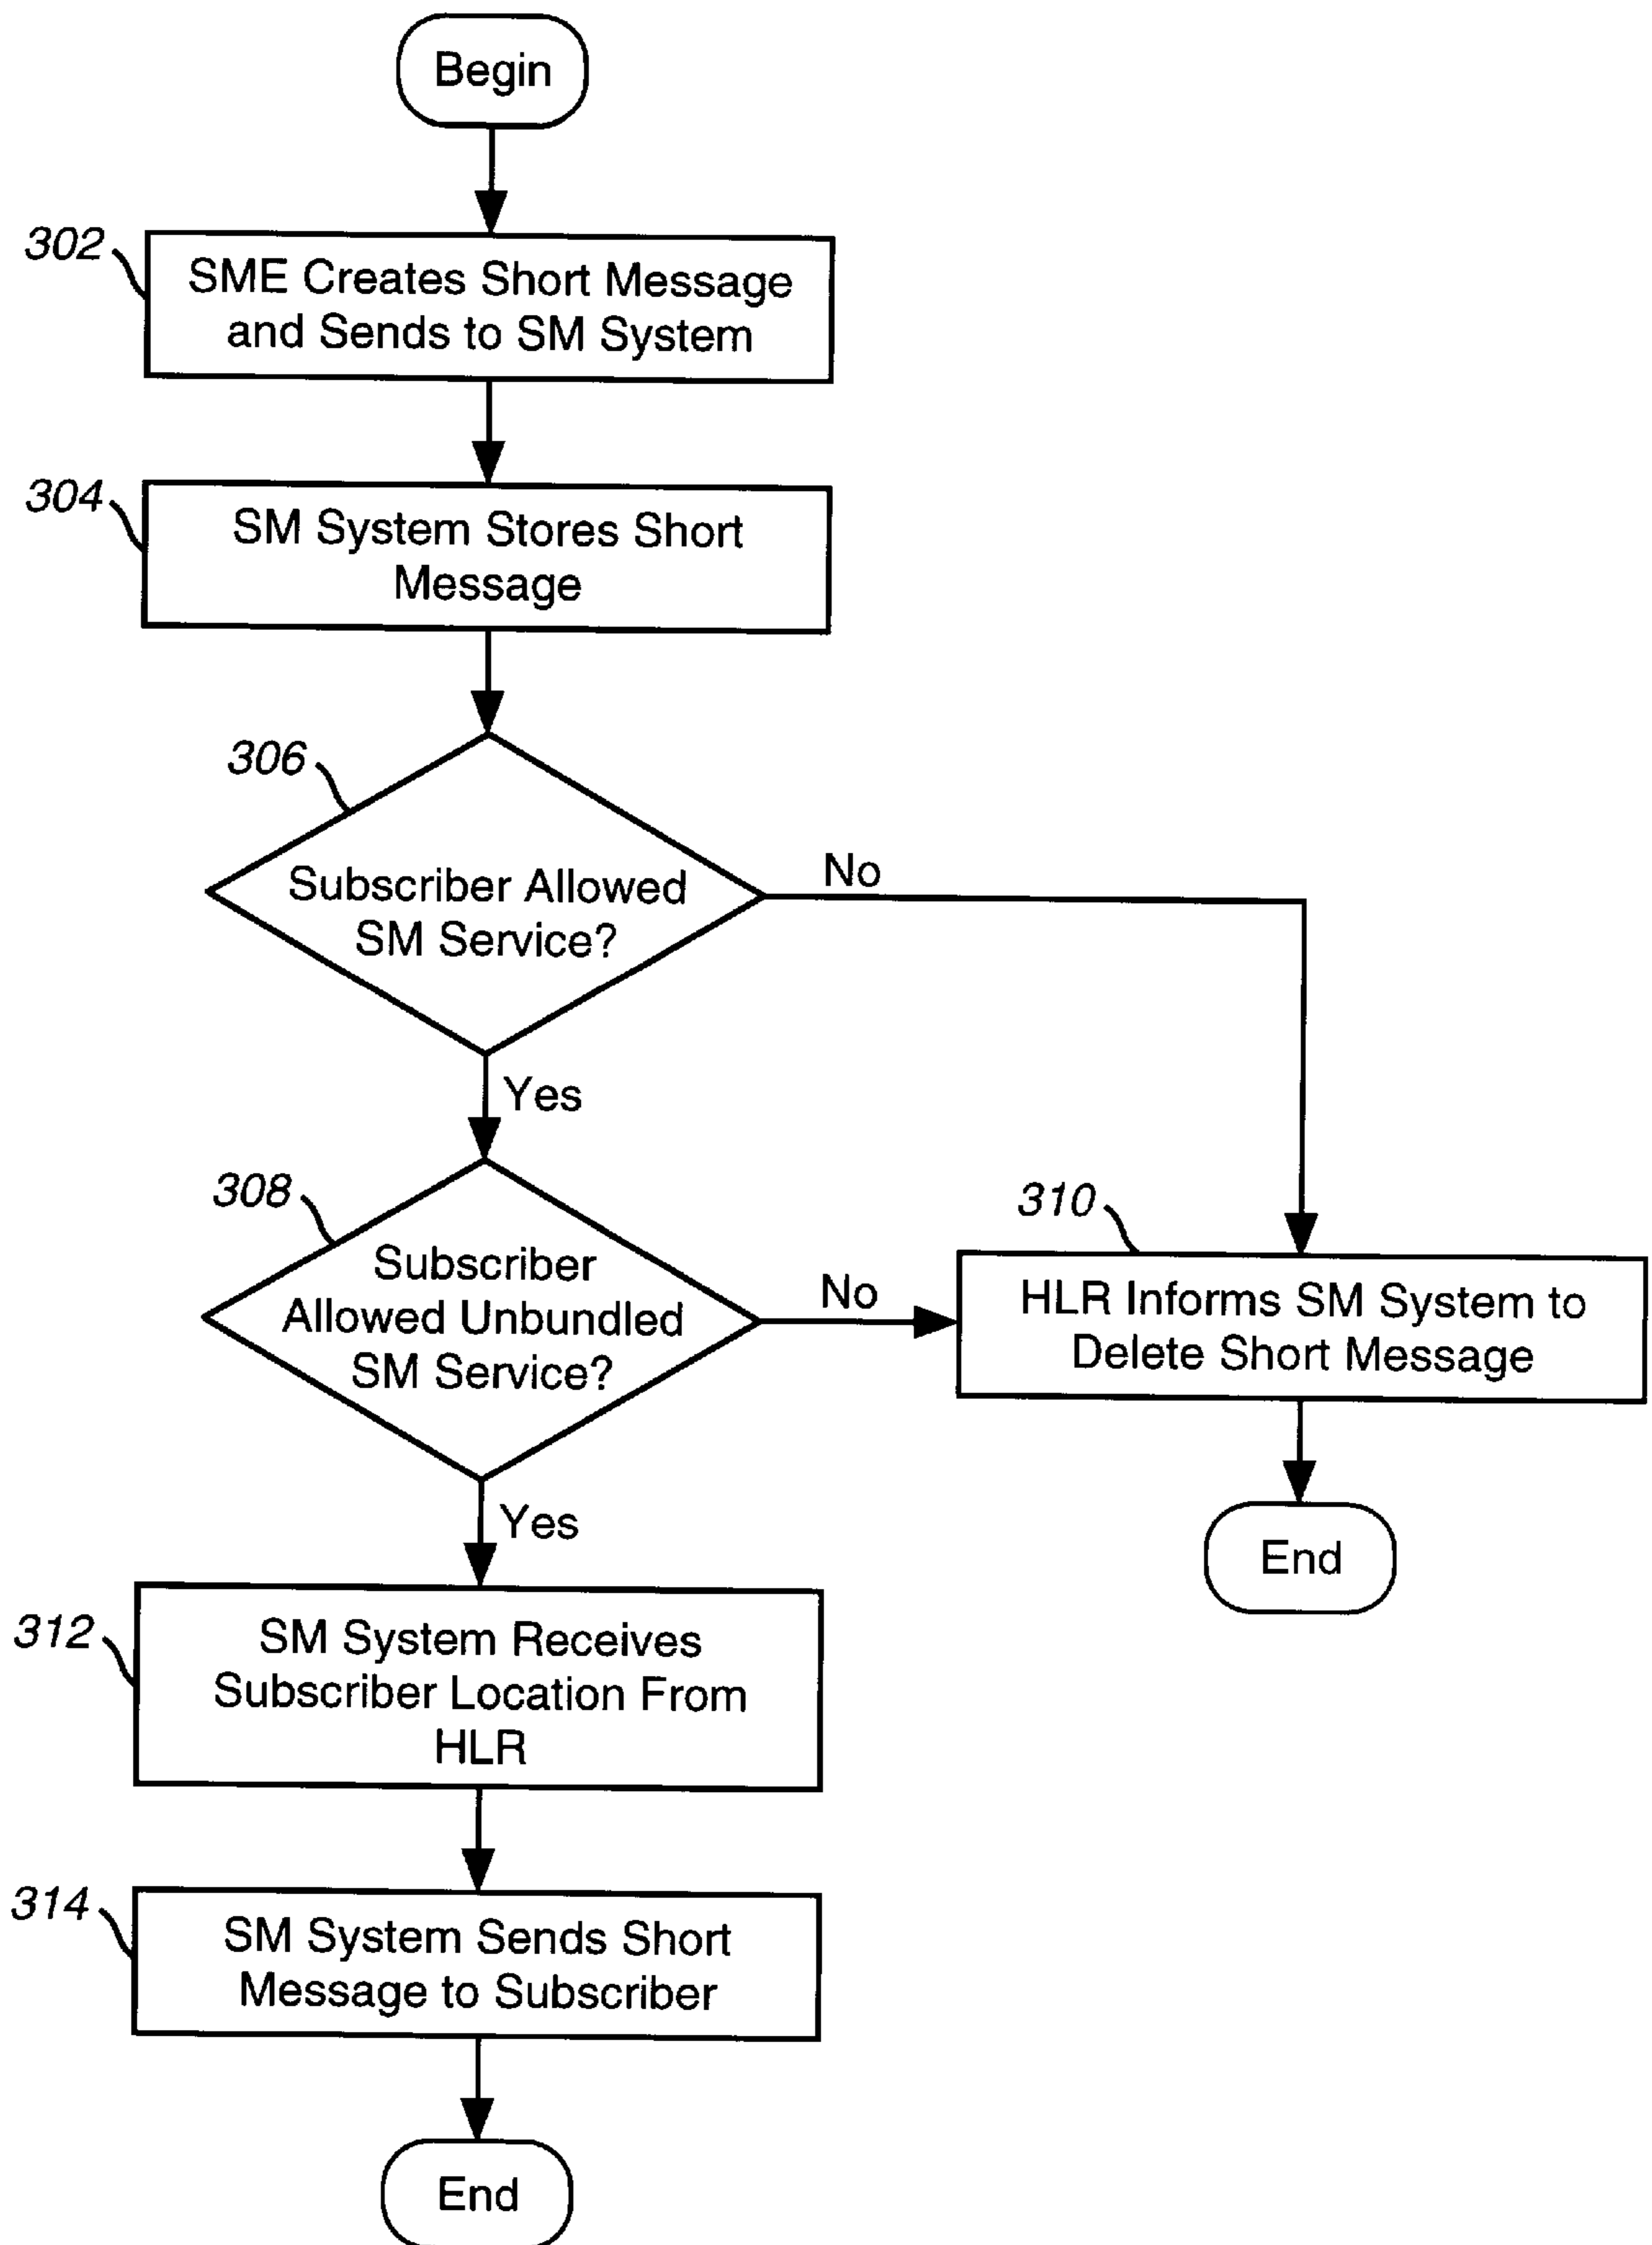 Begin
302
SME Creates Short Message
and Sends to SM System
304
SM System Stores Short
Message
306
Subscriber Allowed
SM Service?
No
Yes
308
Subscriber
Allowed Unbundled
SM Service?
No
310
HLR Informs SM System to
Delete Short Message
End
Yes
312
SM System Receives
Subscriber Location From
HLR
314
SM System Sends Short
Message to Subscriber
End